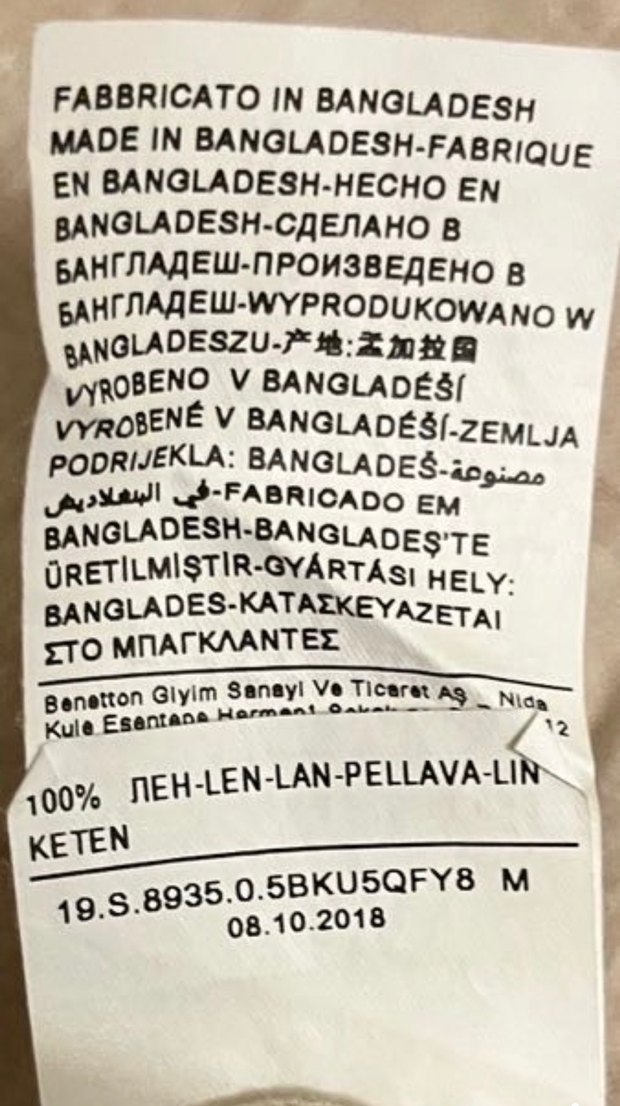 FABBRICATO IN BANGLADESH
MADE IN BANGLADESH-FABRIQUE
EN BANGLADESH-HECHO EN
BANGLADESH-СДЕЛАНО В
БАНГЛАДЕШ-ПРОИЗВЕДЕНО В
БАНГЛАДЕШ-WYPRODUKOWANO W
BANGLADESZU-产地:孟加拉国
VYROBENO V BANGLADÉŠÍ
VYROBENÉ V BANGLADÉŠÍ-ZEMLJA
PODRIJEKLA: BANGLADEŠ-مصنوعة
في البنغلاديش-FABRICADO EM
BANGLADESH-BANGLADEŞ'TE
ÜRETİLMİŞTİR-GYÁRTÁSI HELY:
BANGLADES-ΚΑΤΑΣΚΕΥΑΖΕΤΑΙ
ΣΤΟ ΜΠΑΓΚΛΑΝΤΕΣ
Benetton Giyim Sanayi Ve Ticaret AŞ - Nida
Kule Esentepe 12
100% ЛЕН-LEN-LAN-PELLAVA-LIN
KETEN
19.S.8935.0.5BKU5QFY8 M
08.10.2018